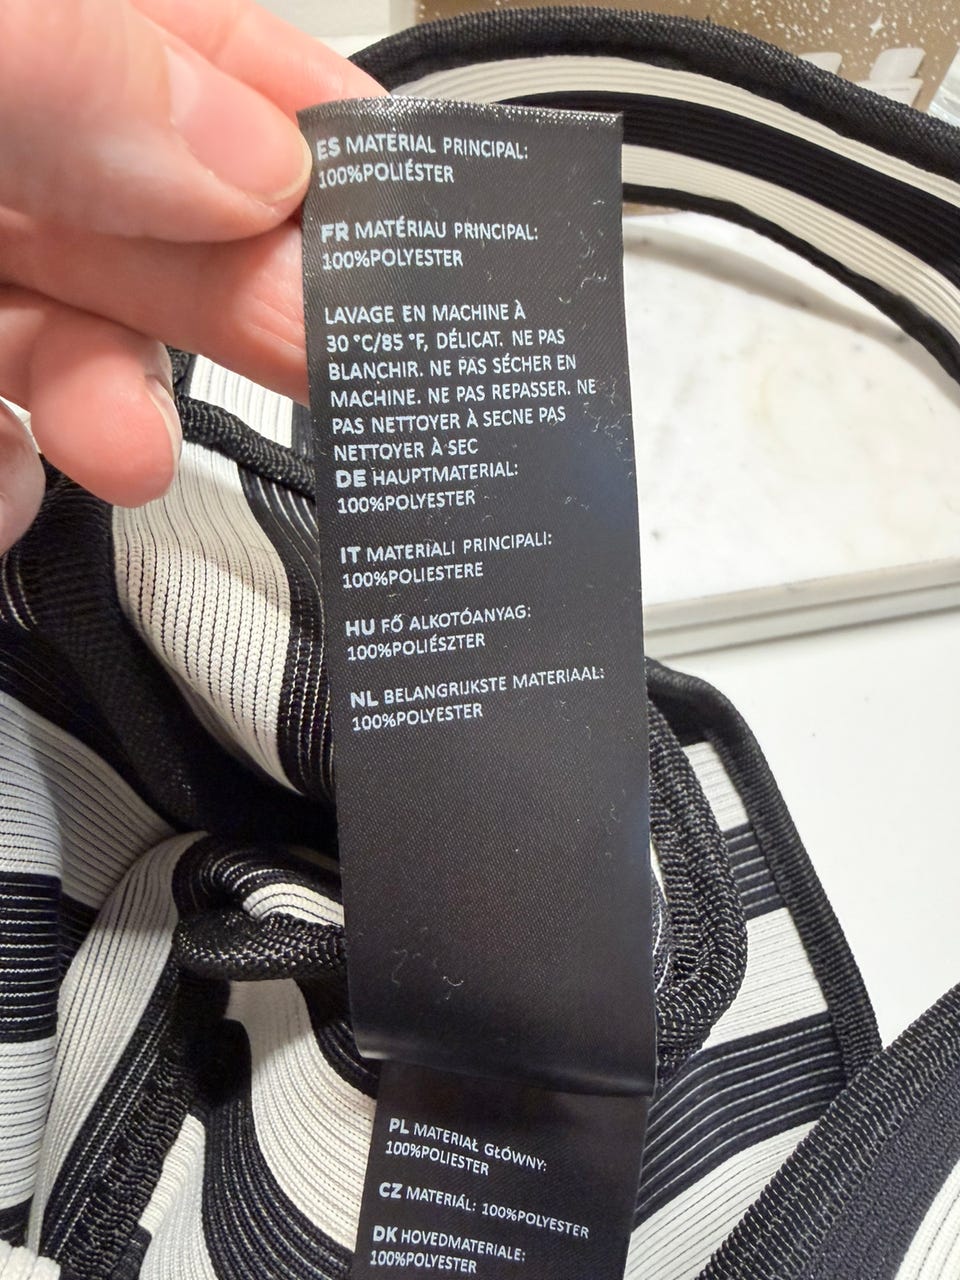 ES MATERIAL PRINCIPAL:
100%POLIÉSTER
FR MATÉRIAU PRINCIPAL:
100%POLYESTER
LAVAGE EN MACHINE À
30 °C/85 °F, DÉLICAT. NE PAS
BLANCHIR. NE PAS SÉCHER EN
MACHINE. NE PAS REPASSER. NE
PAS NETTOYER À SECNE PAS
NETTOYER À SEC
DE HAUPTMATERIAL:
100%POLYESTER
IT MATERIALI PRINCIPALI:
100%POLIESTERE
HU FŐ ALKOTÓANYAG:
100%POLIÉSZTER
NL BELANGRIJKSTE MATERIAAL:
100%POLYESTER
PL MATERIAŁ GŁÓWNY:
100%POLIESTER
CZ MATERIÁL: 100%POLYESTER
DK HOVEDMATERIALE:
100%POLYESTER